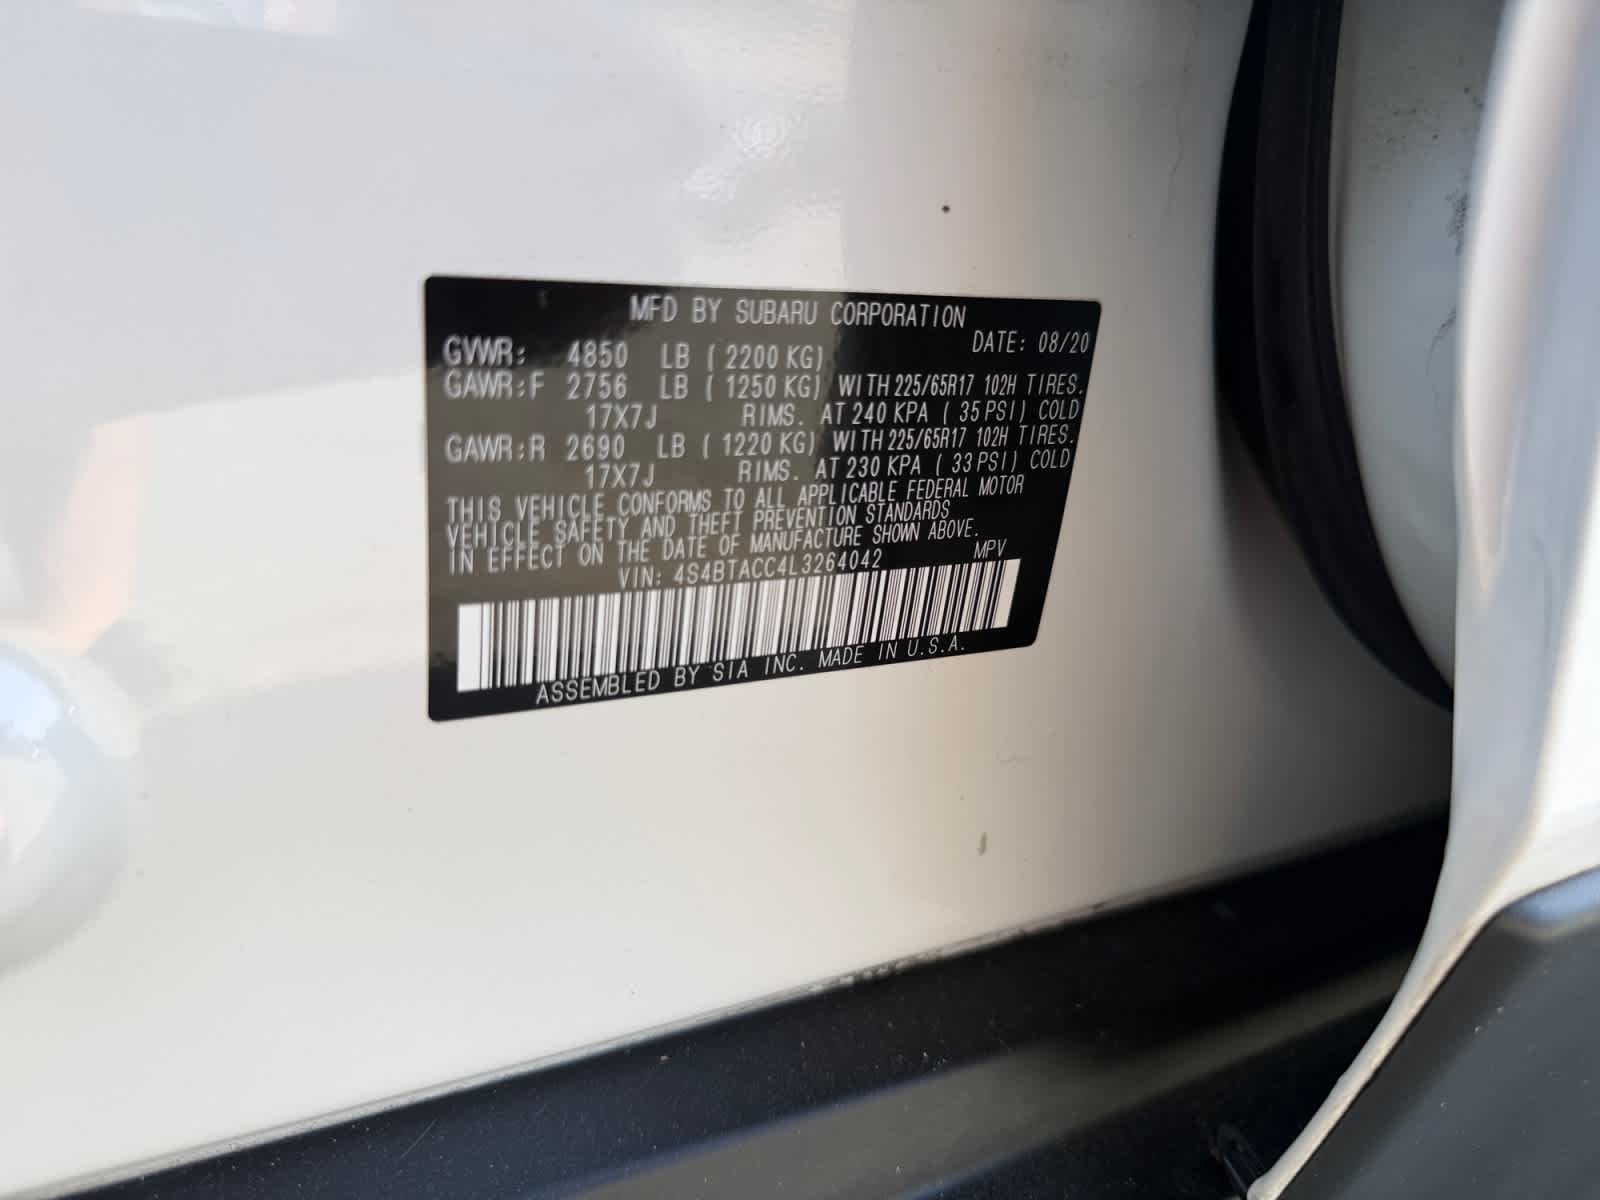 MFD BY SUBARU CORPORATION
DATE: 08/20
GVWR: 4850 LB ( 2200 KG)
GAWR:F 2756 LB ( 1250 KG) WITH 225/65R17 102H TIRES.
17X7J RIMS. AT 240 KPA ( 35 PSI) COLD
GAWR:R 2690 LB ( 1220 KG) WITH 225/65R17 102H TIRES.
17X7J RIMS. AT 230 KPA ( 33 PSI) COLD
THIS VEHICLE CONFORMS TO ALL APPLICABLE FEDERAL MOTOR
VEHICLE SAFETY AND THEFT PREVENTION STANDARDS
IN EFFECT ON THE DATE OF MANUFACTURE SHOWN ABOVE.
VIN: 4S4BTACC4L3264042 MPV
ASSEMBLED BY SIA INC. MADE IN U.S.A.